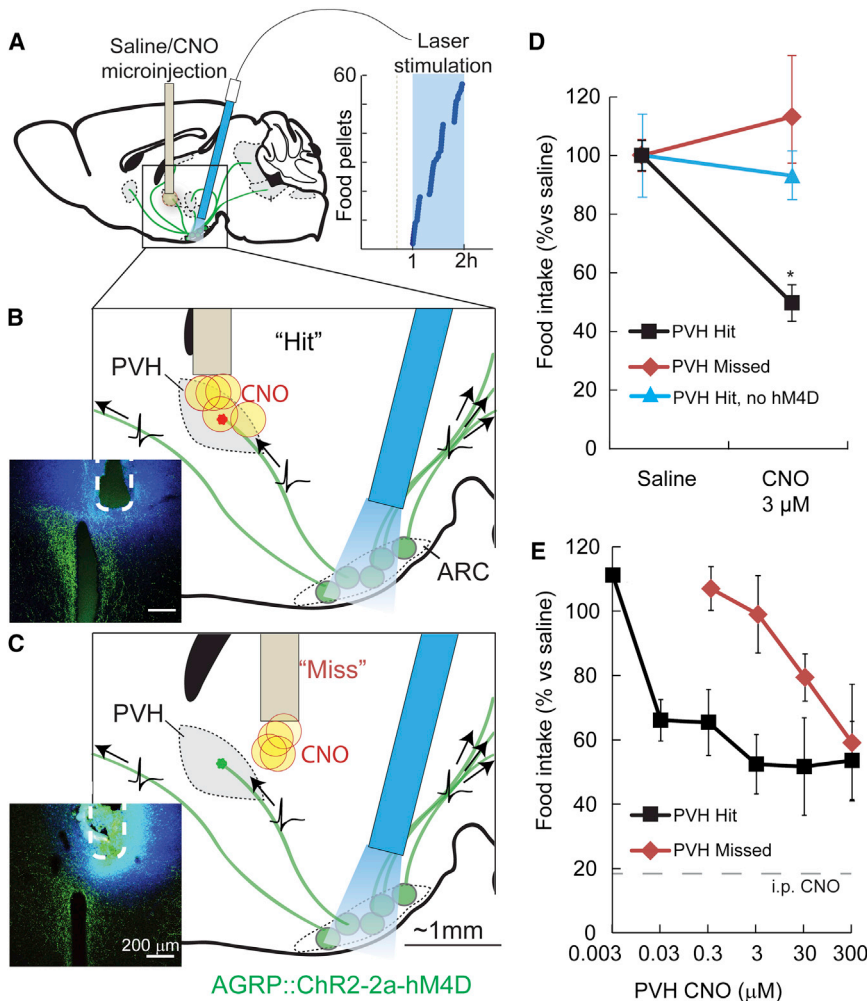 A
Saline/CNO
microinjection
Laser
stimulation
60
Food pellets
1
2h
B
"Hit"
PVH
CNO
ARC
C
"Miss"
PVH
CNO
200 µm
~1mm
AGRP::ChR2-2a-hM4D
D
Food intake (%vs saline)
120
100
80
60
40
20
0
*
PVH Hit
PVH Missed
PVH Hit, no hM4D
Saline
CNO
3 µM
E
Food intake (% vs saline)
120
100
80
60
40
20
0
PVH Hit
PVH Missed
i.p. CNO
0.003
0.03
0.3
3
30
300
PVH CNO (µM)